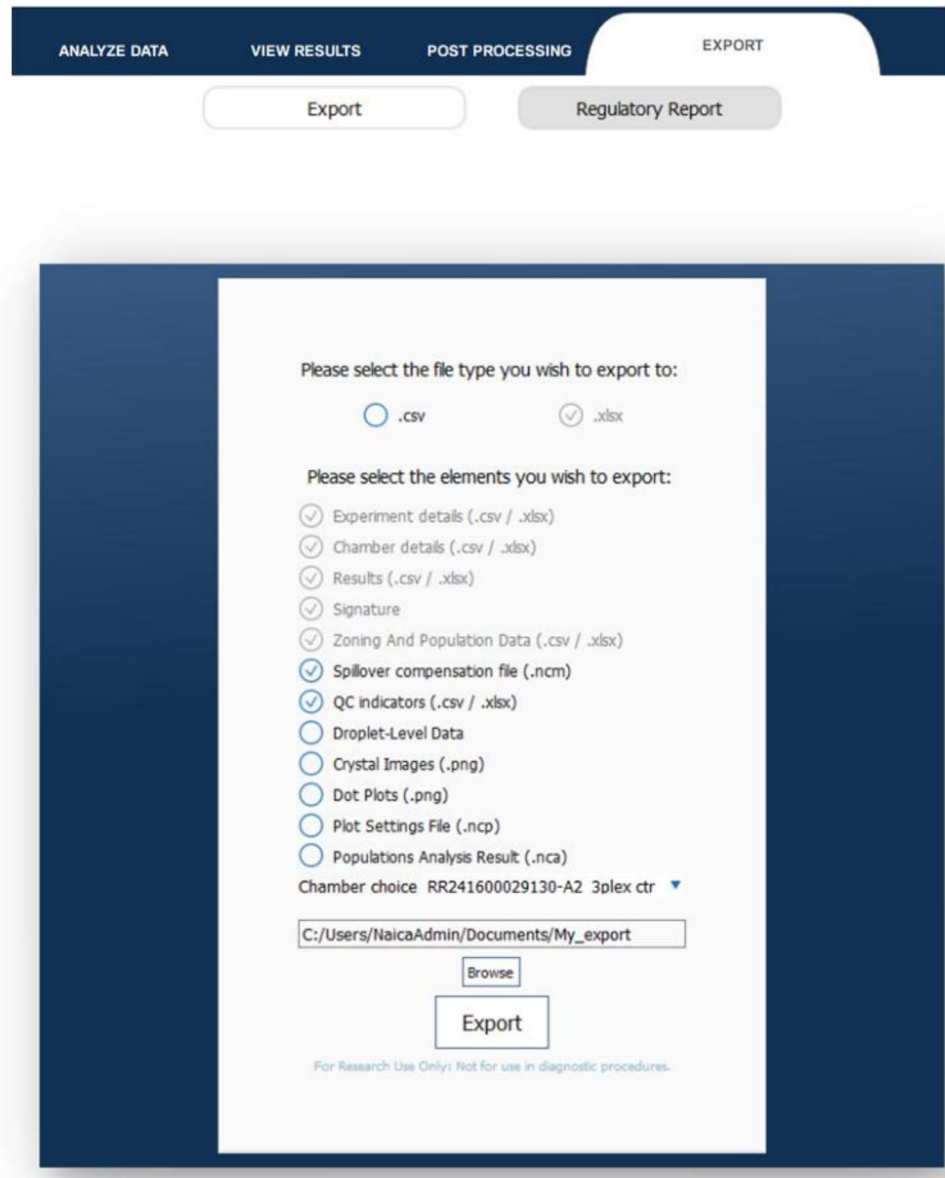 ANALYZE DATA VIEW RESULTS POST PROCESSING EXPORT
Export Regulatory Report
Please select the file type you wish to export to:
.csv .xlsx
Please select the elements you wish to export:
Experiment details (.csv / .xlsx)
Chamber details (.csv / .xlsx)
Results (.csv / .xlsx)
Signature
Zoning And Population Data (.csv / .xlsx)
Spillover compensation file (.ncm)
QC indicators (.csv / .xlsx)
Droplet-Level Data
Crystal Images (.png)
Dot Plots (.png)
Plot Settings File (.ncp)
Populations Analysis Result (.nca)
Chamber choice RR241600029130-A2 3plex ctr
C:/Users/NaicaAdmin/Documents/My_export
Browse
Export
For Research Use Only: Not for use in diagnostic procedures.